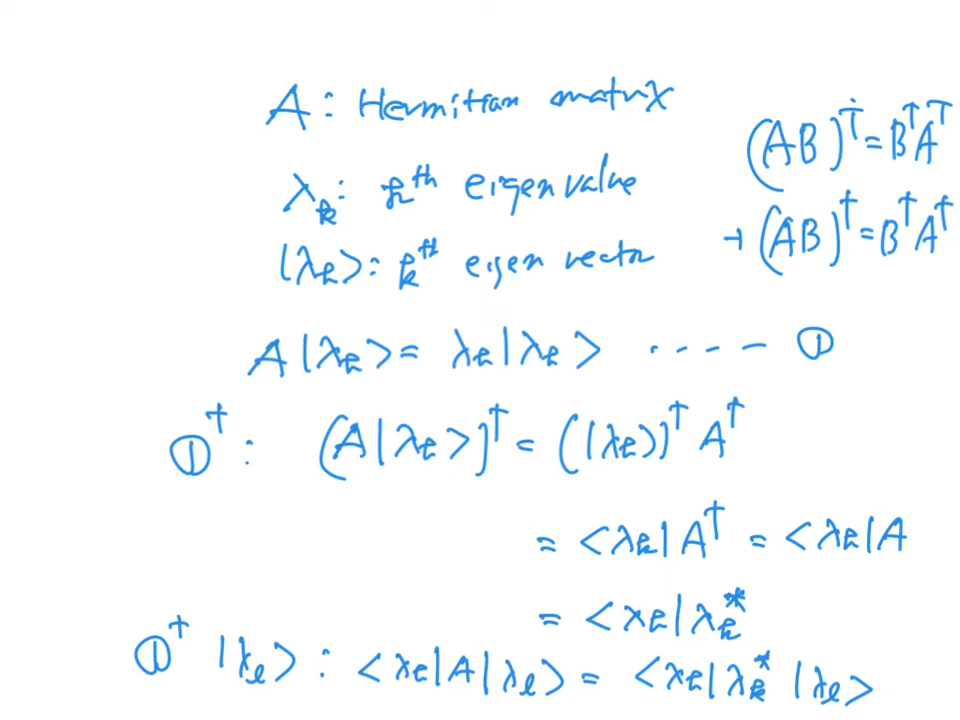 A : Hermitian matrix
(AB)^T = B^T A^T
λ_k : k^th eigenvalue
→ (AB)^† = B^† A^†
|λ_k> : k^th eigen vector
A|λ_k> = λ_k|λ_k> ---- ①
①^† : (A|λ_k>)^† = (|λ_k>)^† A^†
= <λ_k|A^† = <λ_k|A
= <λ_k|λ_k^*
①^† |λ_l> : <λ_k|A|λ_l> = <λ_k|λ_k^* |λ_l>